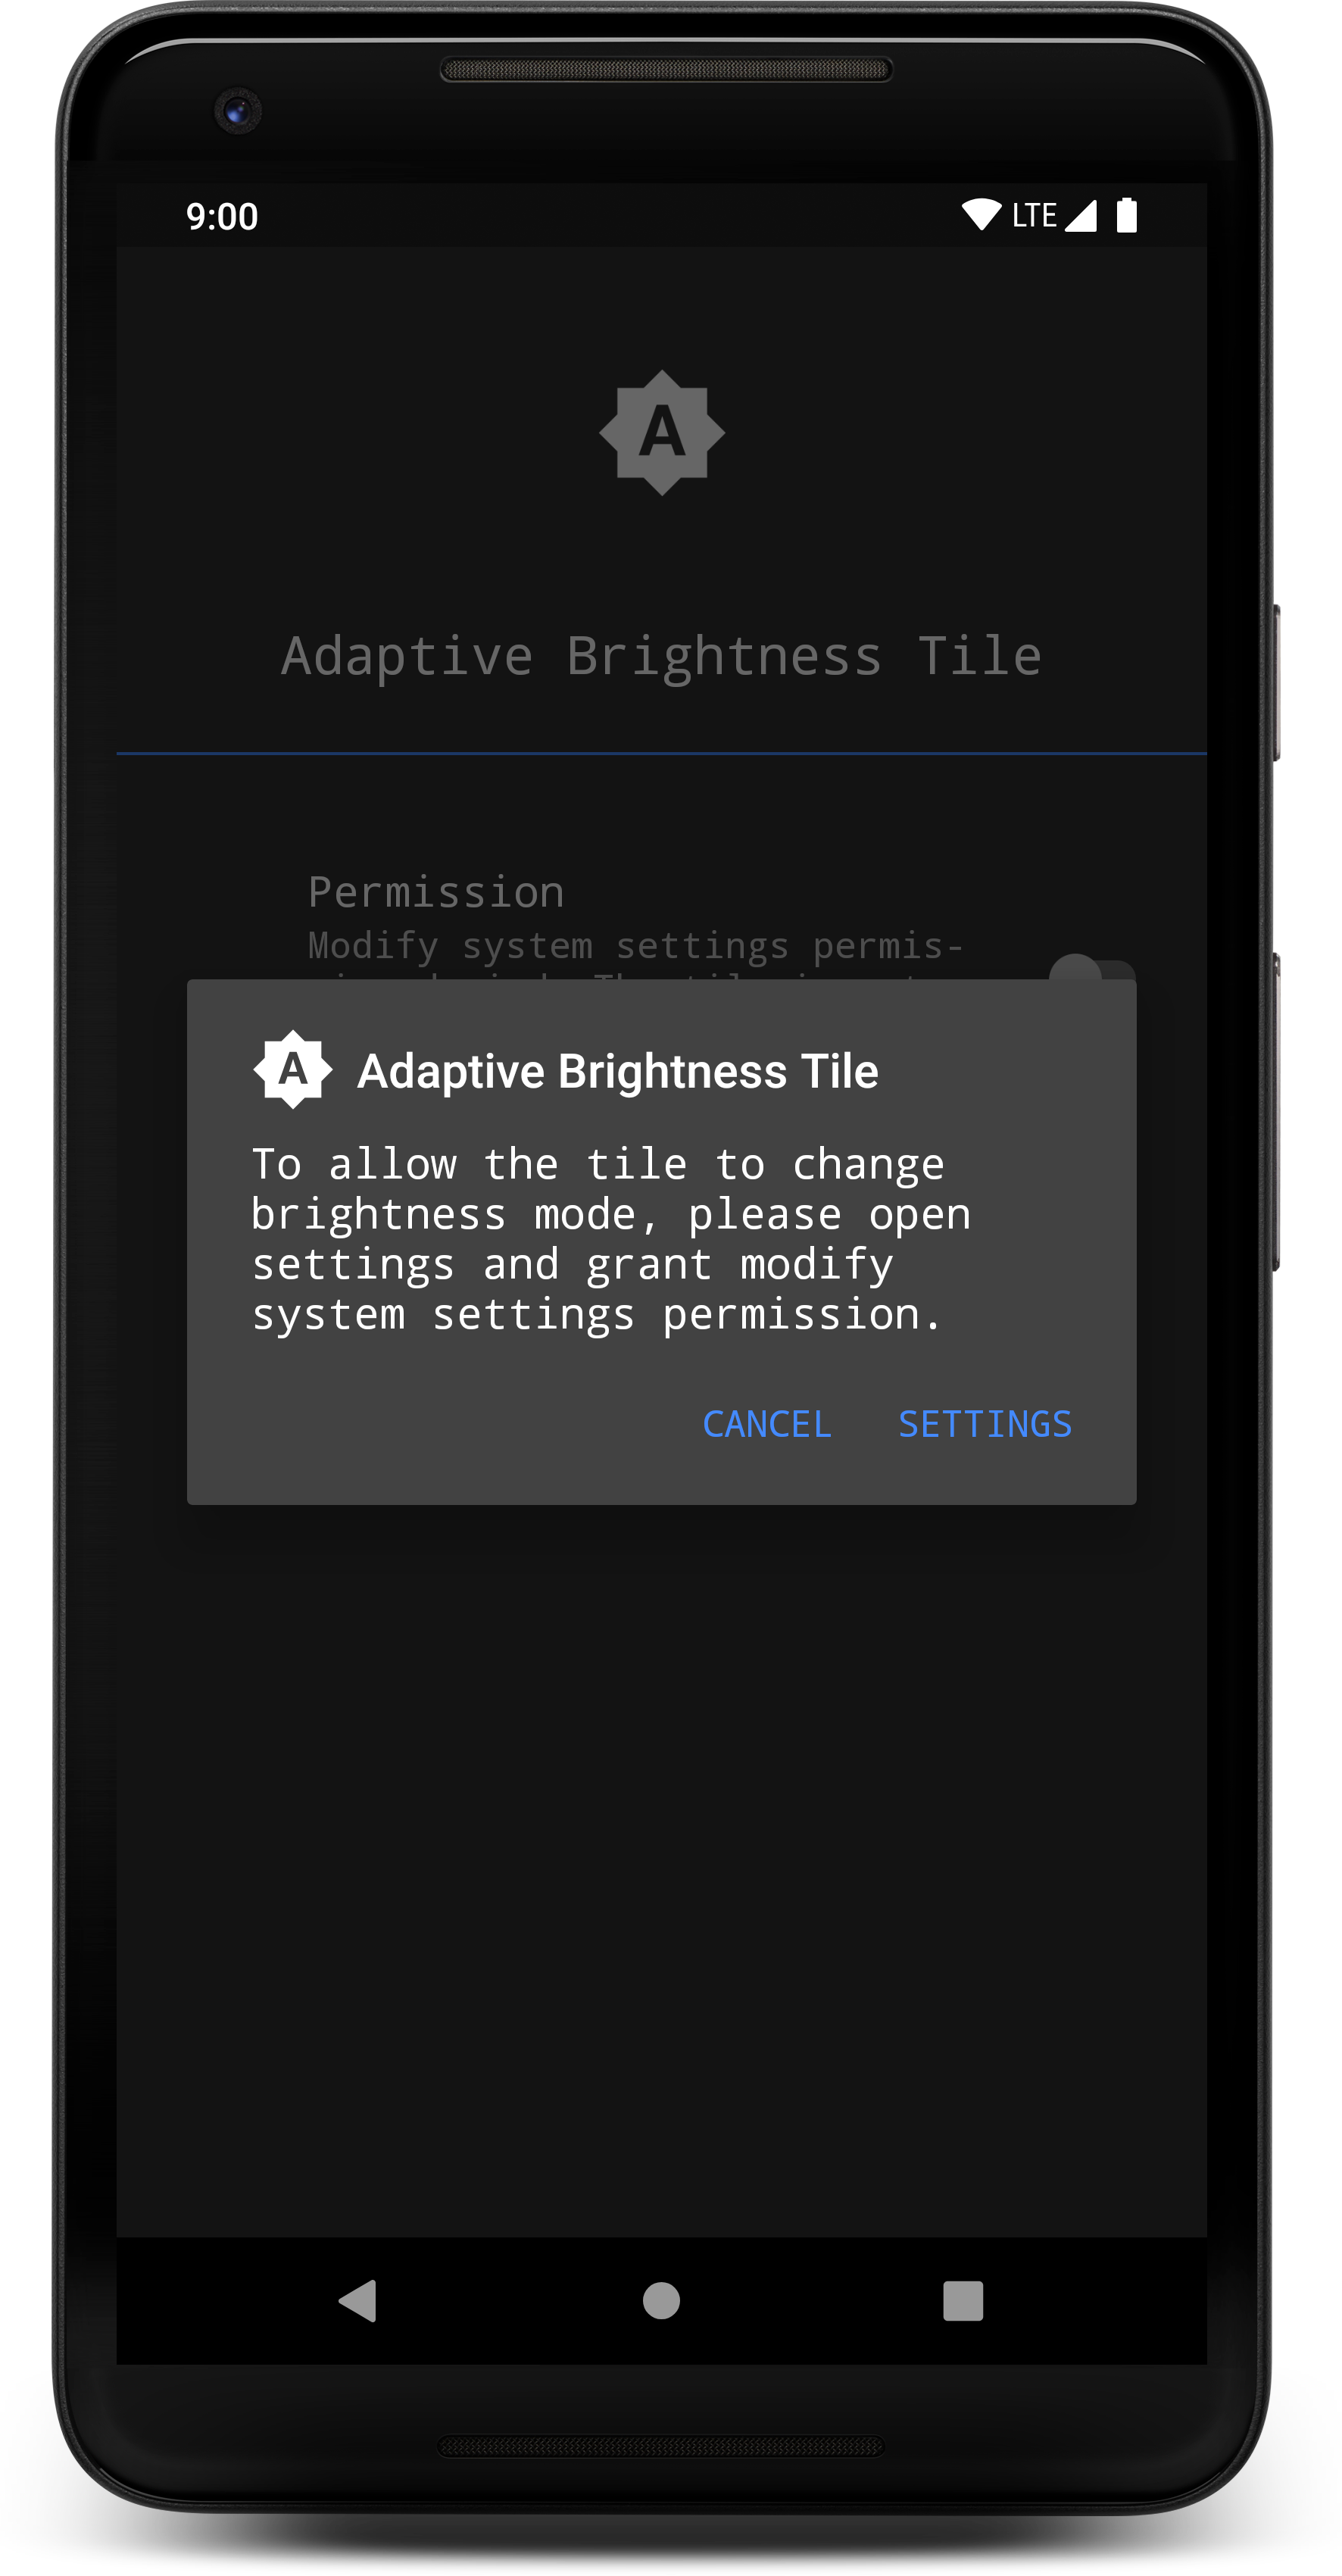 9:00 LTE
A
Adaptive Brightness Tile
Permission
Modify system settings permis-
A Adaptive Brightness Tile
To allow the tile to change
brightness mode, please open
settings and grant modify
system settings permission.
CANCEL SETTINGS